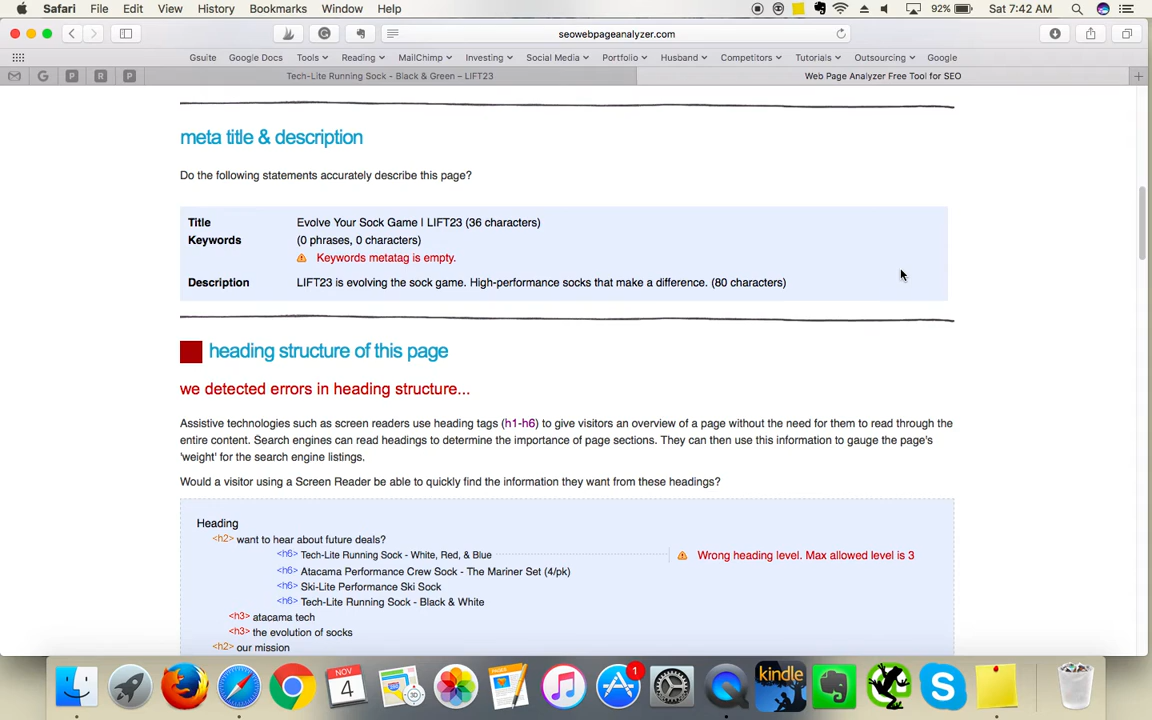 Safari File Edit View History Bookmarks Window Help 92% Sat 7:42 AM
seowebpageanalyzer.com
Gsuite Google Docs Tools Reading MailChimp Investing Social Media Portfolio Husband Competitors Tutorials Outsourcing Google
G P R P Tech-Lite Running Sock - Black & Green – LIFT23 Web Page Analyzer Free Tool for SEO +
meta title & description
Do the following statements accurately describe this page?
Title Evolve Your Sock Game | LIFT23 (36 characters)
Keywords (0 phrases, 0 characters)
Keywords metatag is empty.
Description LIFT23 is evolving the sock game. High-performance socks that make a difference. (80 characters)
heading structure of this page
we detected errors in heading structure...
Assistive technologies such as screen readers use heading tags (h1-h6) to give visitors an overview of a page without the need for them to read through the
entire content. Search engines can read headings to determine the importance of page sections. They can then use this information to gauge the page's
'weight' for the search engine listings.
Would a visitor using a Screen Reader be able to quickly find the information they want from these headings?
Heading
<h2> want to hear about future deals?
<h6> Tech-Lite Running Sock - White, Red, & Blue Wrong heading level. Max allowed level is 3
<h6> Atacama Performance Crew Sock - The Mariner Set (4/pk)
<h6> Ski-Lite Performance Ski Sock
<h6> Tech-Lite Running Sock - Black & White
<h3> atacama tech
<h3> the evolution of socks
<h2> our mission
NOV
4
3D
1
kindle
S